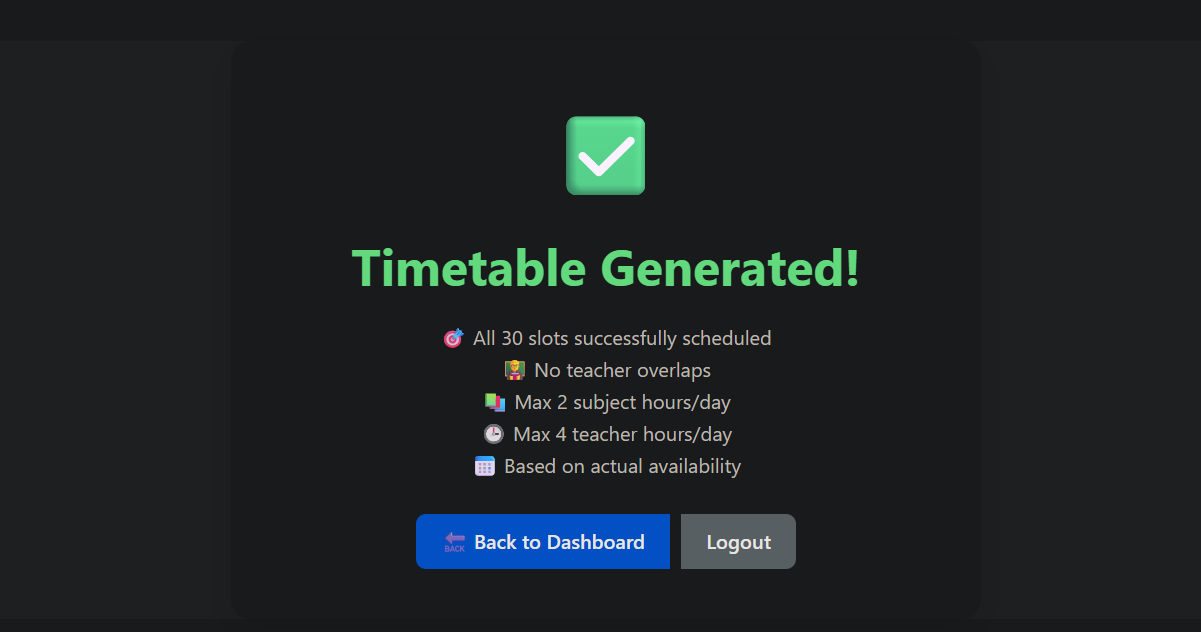 Timetable Generated!
🎯 All 30 slots successfully scheduled
👩‍🏫 No teacher overlaps
📚 Max 2 subject hours/day
🕒 Max 4 teacher hours/day
📅 Based on actual availability
🔙 Back to Dashboard
Logout